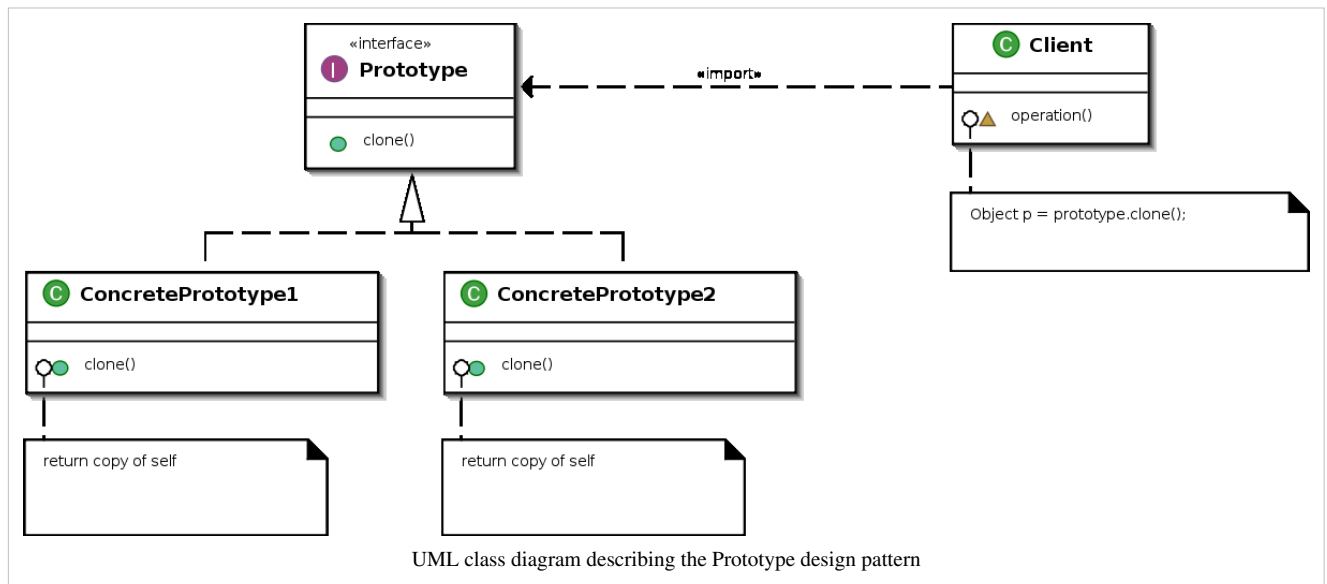 «interface»
I Prototype
clone()
«import»
C Client
operation()
Object p = prototype.clone();
C ConcretePrototype1
clone()
return copy of self
C ConcretePrototype2
clone()
return copy of self
UML class diagram describing the Prototype design pattern